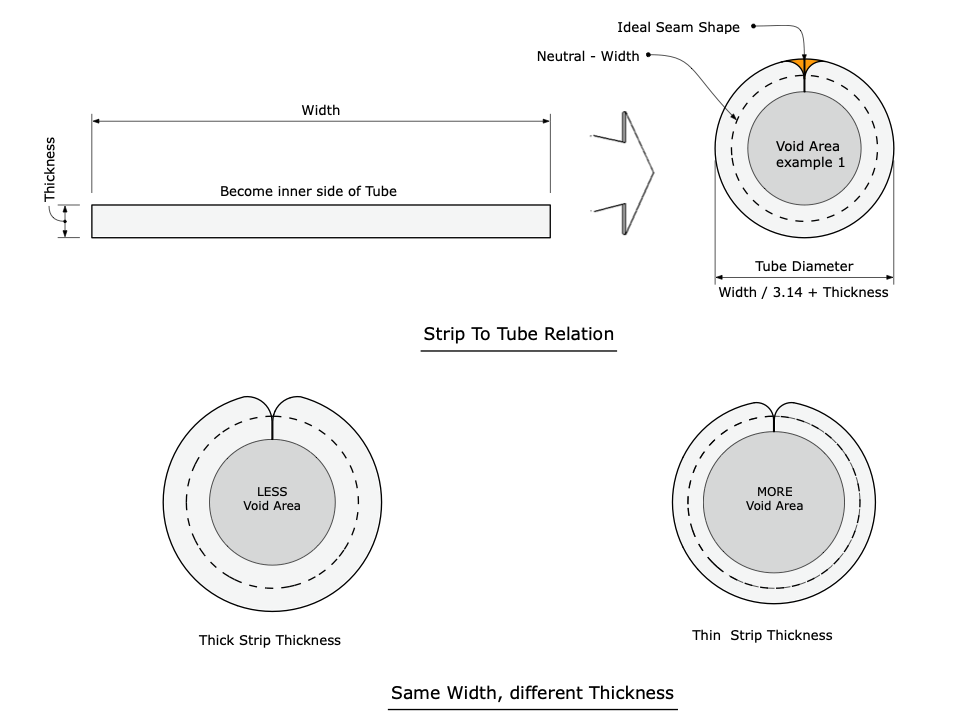 Ideal Seam Shape
Neutral - Width
Width
Thickness
Void Area
example 1
Become inner side of Tube
Tube Diameter
Width / 3.14 + Thickness
Strip To Tube Relation
LESS
Void Area
MORE
Void Area
Thick Strip Thickness
Thin  Strip Thickness
Same Width, different Thickness